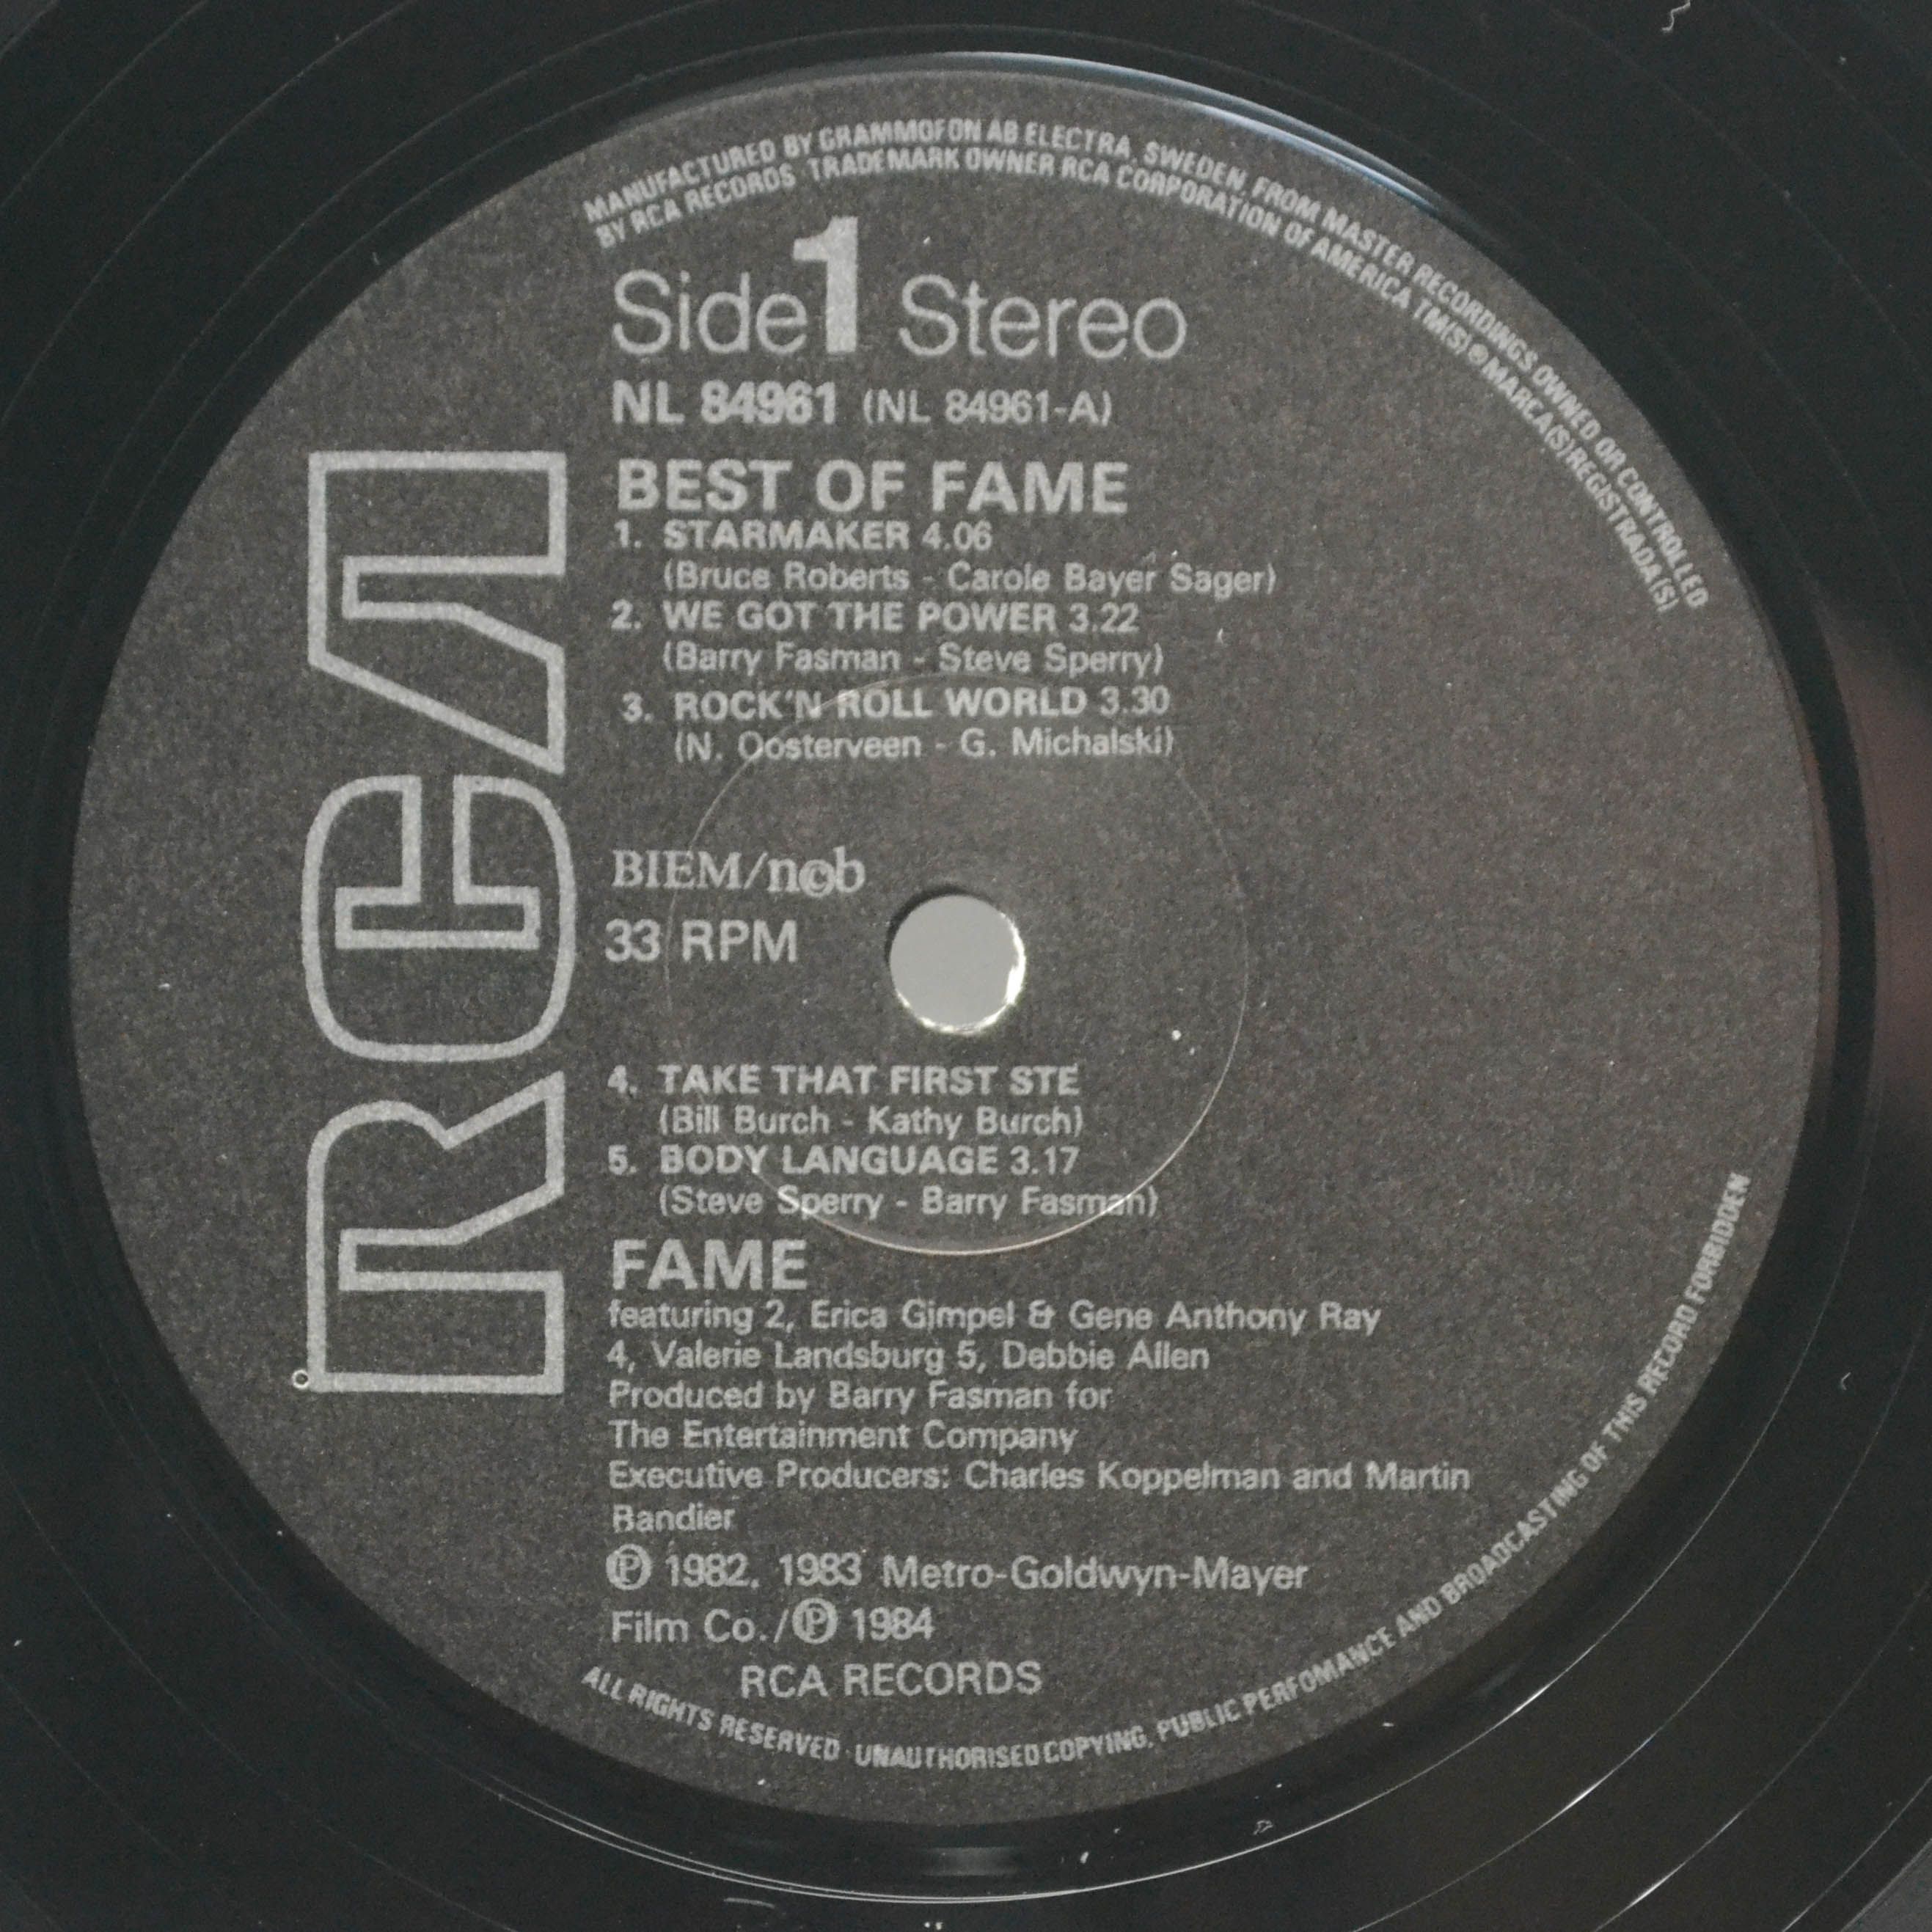 MANUFACTURED BY GRAMMOFON AB ELECTRA, SWEDEN, FROM MASTER RECORDINGS OWNED OR CONTROLLED
BY RCA RECORDS TRADEMARK OWNER RCA CORPORATION OF AMERICA TM(S)® MARCA(S) REGISTRADA(S)
Side 1 Stereo
NL 84961 (NL 84961-A)
BEST OF FAME
1. STARMAKER 4.06
(Bruce Roberts - Carole Bayer Sager)
2. WE GOT THE POWER 3.22
(Barry Fasman - Steve Sperry)
3. ROCK'N ROLL WORLD 3.30
(N. Oosterveen - G. Michalski)
RCA
BIEM/n©b
33 RPM
4. TAKE THAT FIRST STE
(Bill Burch - Kathy Burch)
5. BODY LANGUAGE 3.17
(Steve Sperry - Barry Fasman)
FAME
featuring 2, Erica Gimpel & Gene Anthony Ray
4, Valerie Landsburg 5, Debbie Allen
Produced by Barry Fasman for
The Entertainment Company
Executive Producers: Charles Koppelman and Martin
Bandier
℗ 1982, 1983 Metro-Goldwyn-Mayer
Film Co./℗ 1984
RCA RECORDS
ALL RIGHTS RESERVED · UNAUTHORISED COPYING, PUBLIC PERFOMANCE AND BROADCASTING OF THIS RECORD FORBIDDEN